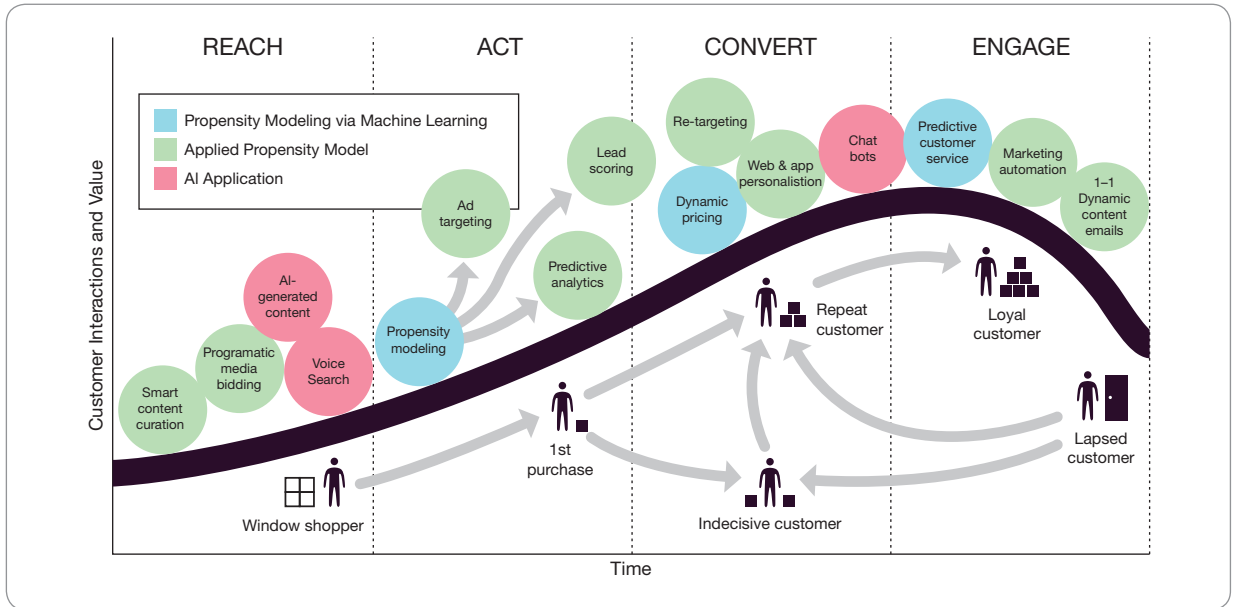 REACH
ACT
CONVERT
ENGAGE
Propensity Modeling via Machine Learning
Applied Propensity Model
AI Application
Customer Interactions and Value
Smart
content
curation
Programatic
media
bidding
AI-
generated
content
Voice
Search
Propensity
modeling
Ad
targeting
Lead
scoring
Predictive
analytics
Re-targeting
Dynamic
pricing
Web & app
personalistion
Chat
bots
Predictive
customer
service
Marketing
automation
1–1
Dynamic
content
emails
Window shopper
1st
purchase
Repeat
customer
Indecisive customer
Loyal
customer
Lapsed
customer
Time